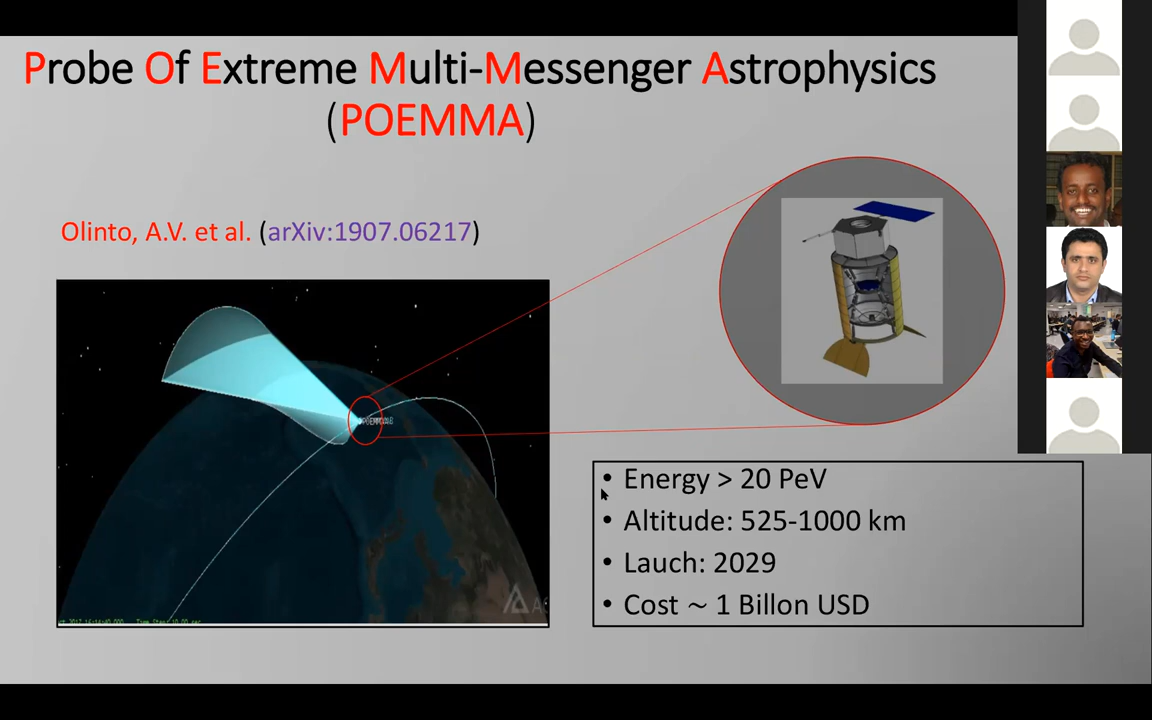 Probe Of Extreme Multi-Messenger Astrophysics
(POEMMA)
Olinto, A.V. et al. (arXiv:1907.06217)
• Energy > 20 PeV
• Altitude: 525-1000 km
• Lauch: 2029
• Cost ~ 1 Billon USD